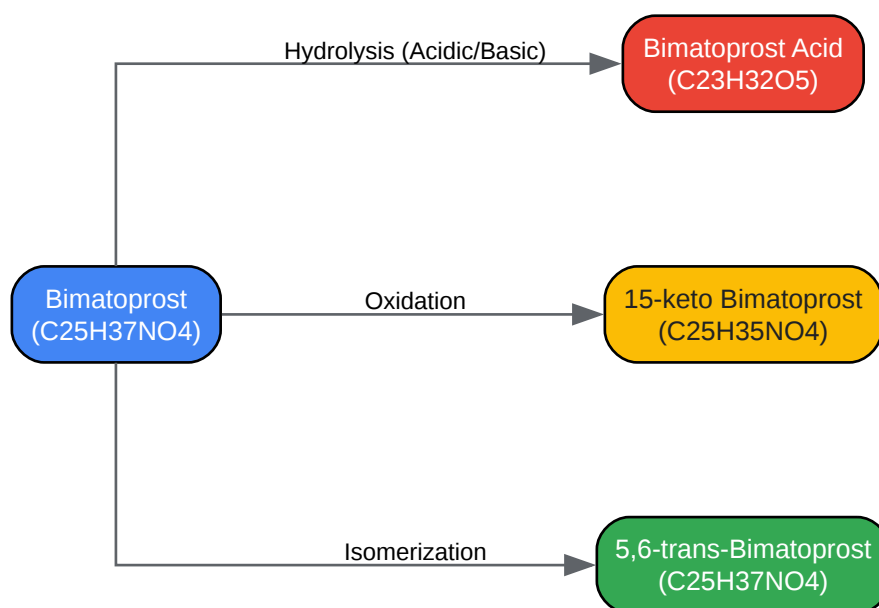 Hydrolysis (Acidic/Basic)
Bimatoprost Acid
(C23H32O5)
Bimatoprost
(C25H37NO4)
Oxidation
15-keto Bimatoprost
(C25H35NO4)
Isomerization
5,6-trans-Bimatoprost
(C25H37NO4)